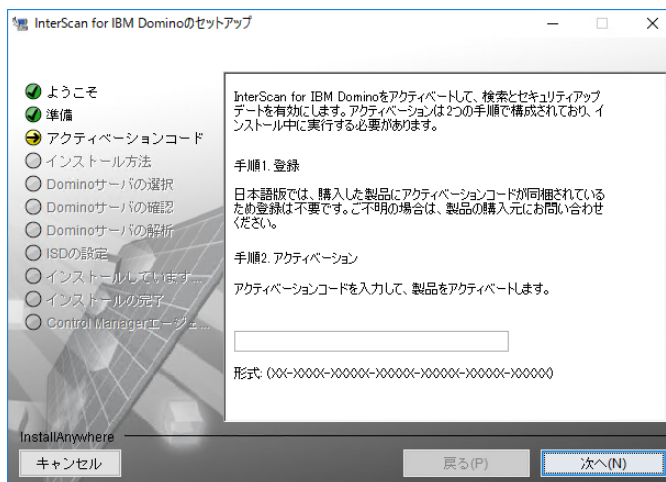 InterScan for IBM Dominoのセットアップ
ようこそ
準備
アクティベーションコード
インストール方法
Dominoサーバの選択
Dominoサーバの確認
Dominoサーバの解析
ISDの設定
インストールしています...
インストールの完了
Control Managerエージェ...
InterScan for IBM Dominoをアクティベートして、検索とセキュリティアップ
デートを有効にします。アクティベーションは2つの手順で構成されており、イ
ンストール中に実行する必要があります。
手順1. 登録
日本語版では、購入した製品にアクティベーションコードが同梱されている
ため登録は不要です。ご不明の場合は、製品の購入元にお問い合わせ
ください。
手順2. アクティベーション
アクティベーションコードを入力して、製品をアクティベートします。
形式: (XX-XXXX-XXXXX-XXXXX-XXXXX-XXXXX-XXXXX)
InstallAnywhere
キャンセル
戻る(P)
次へ(N)